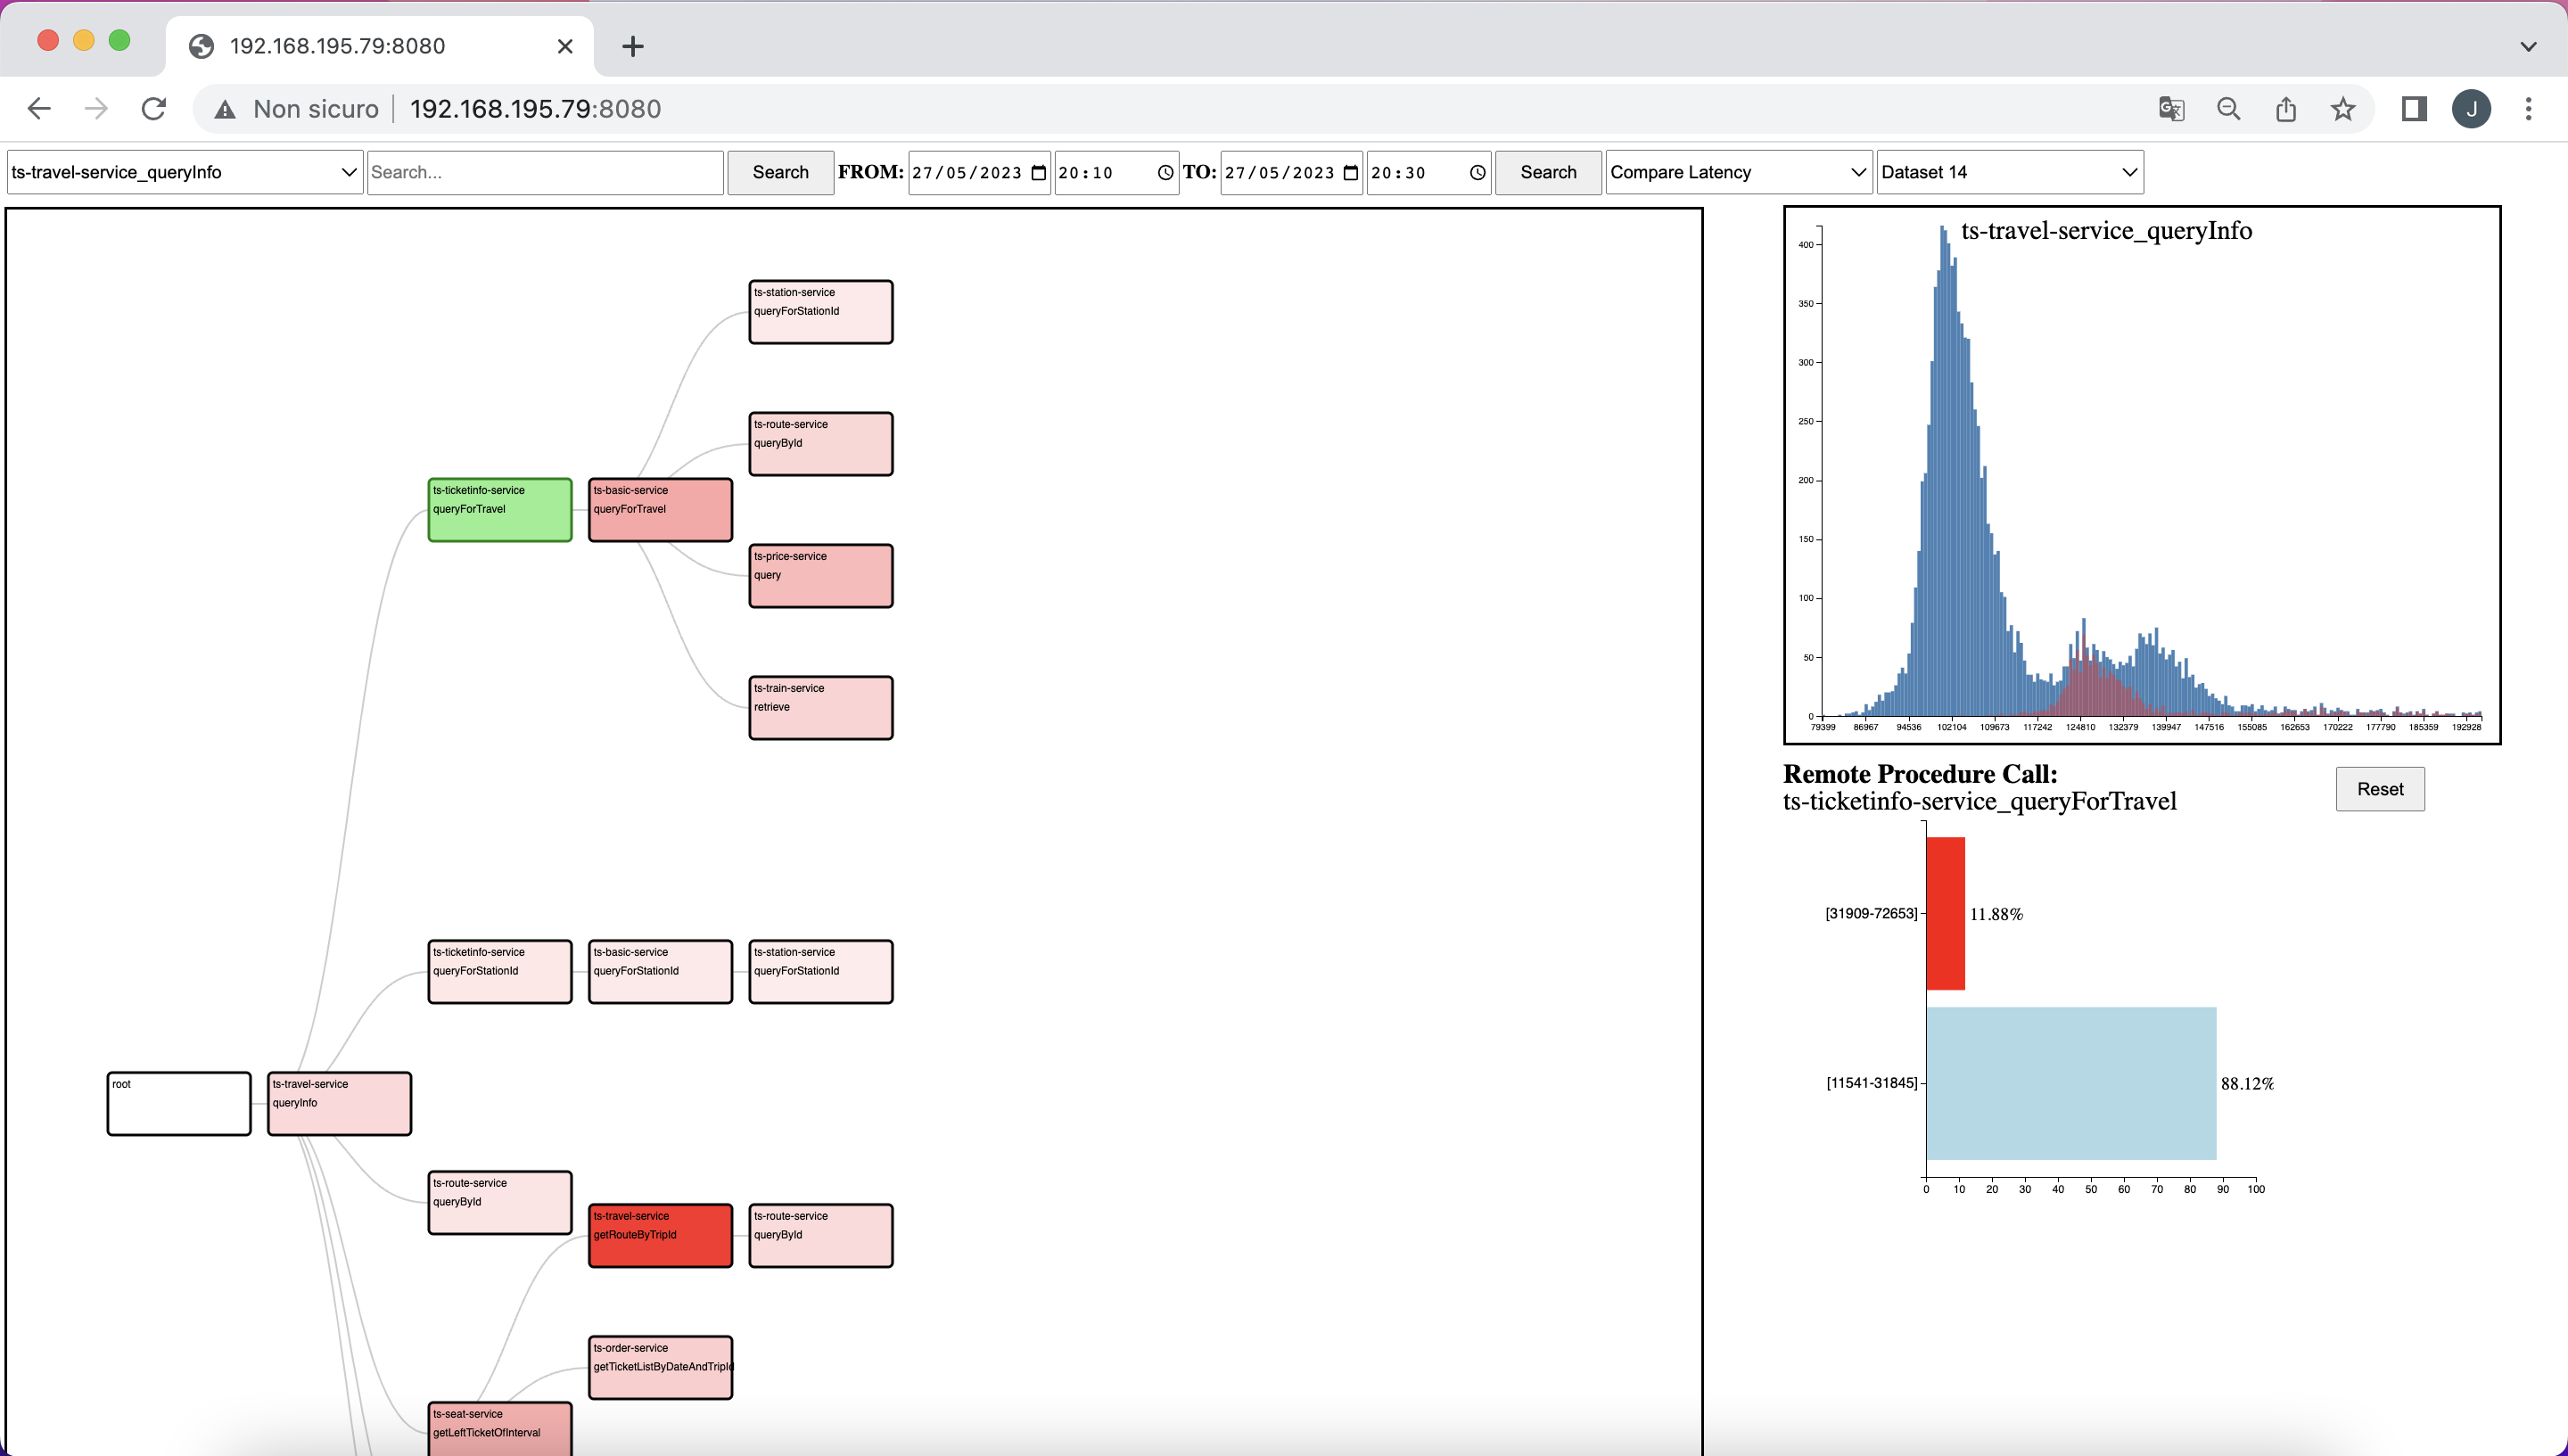 192.168.195.79:8080
Non sicuro 192.168.195.79:8080
J
ts-travel-service_queryInfo Search... Search FROM: 27/05/2023 20:10 TO: 27/05/2023 20:30 Search Compare Latency Dataset 14
ts-station-service
queryForStationId
ts-route-service
queryById
ts-ticketinfo-service
queryForTravel
ts-basic-service
queryForTravel
ts-price-service
query
ts-train-service
retrieve
ts-ticketinfo-service
queryForStationId
ts-basic-service
queryForStationId
ts-station-service
queryForStationId
root
ts-travel-service
queryInfo
ts-route-service
queryById
ts-travel-service
getRouteByTripId
ts-route-service
queryById
ts-order-service
getTicketListByDateAndTripId
ts-seat-service
getLeftTicketOfInterval
ts-travel-service_queryInfo
400
350
300
250
200
150
100
50
0
79399 86967 94536 102104 109673 117242 124810 132379 139947 147516 155085 162653 170222 177790 185359 192928
Remote Procedure Call:
ts-ticketinfo-service_queryForTravel
Reset
[31909-72653] 11.88%
[11541-31845] 88.12%
0 10 20 30 40 50 60 70 80 90 100